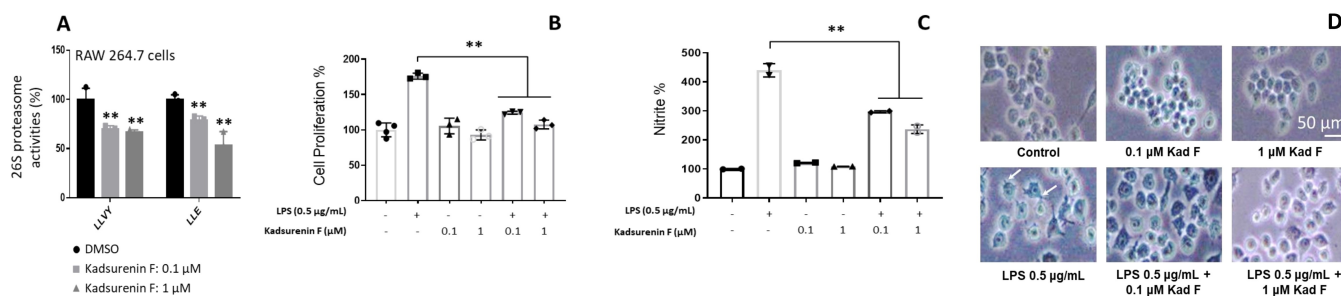 A
RAW 264.7 cells
26S proteasome
activities (%)
150
100
50
0
**
**
**
**
LLVY
LLE
DMSO
Kadsurenin F: 0.1 µM
Kadsurenin F: 1 µM
B
**
Cell Proliferation %
200
150
100
50
0
LPS (0.5 µg/mL) - + - - + +
Kadsurenin F (µM) - - 0.1 1 0.1 1
C
**
Nitrite %
500
400
300
200
100
0
LPS (0.5 µg/mL) - + - - + +
Kadsurenin F (µM) - - 0.1 1 0.1 1
D
50 µm
Control
0.1 µM Kad F
1 µM Kad F
LPS 0.5 µg/mL
LPS 0.5 µg/mL +
0.1 µM Kad F
LPS 0.5 µg/mL +
1 µM Kad F